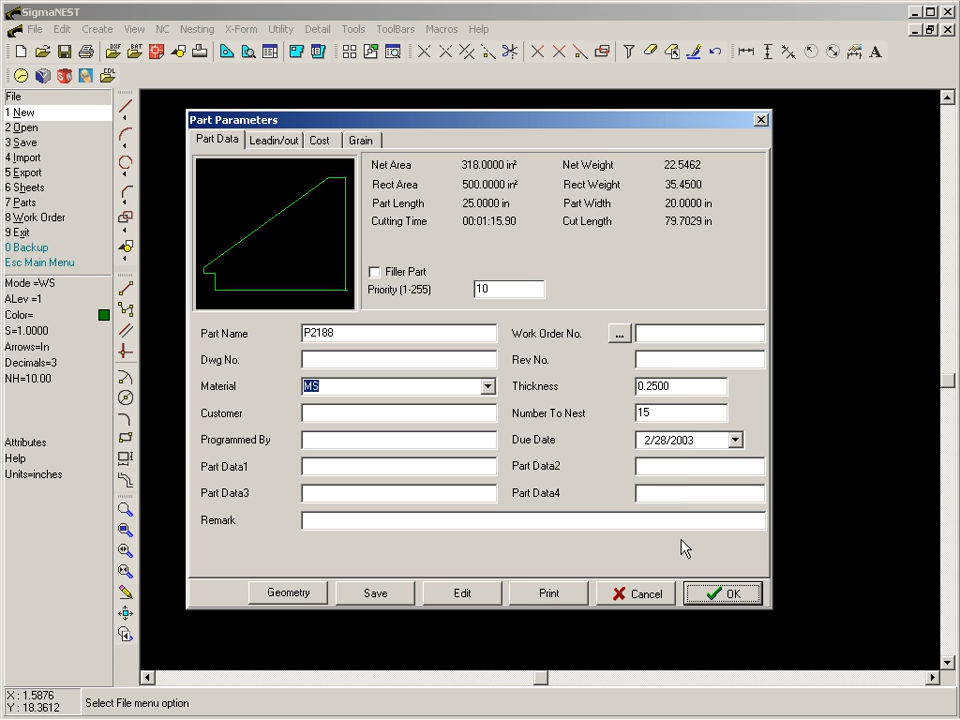 SigmaNEST
File Edit Create View NC Nesting X-Form Utility Detail Tools ToolBars Macros Help
DXF BAT
CDL
File
1 New
2 Open
3 Save
4 Import
5 Export
6 Sheets
7 Parts
8 Work Order
9 Exit
0 Backup
Esc Main Menu
Mode =WS
ALev =1
Color=
S=1.0000
Arrows=In
Decimals=3
NH=10.00
Attributes
Help
Units=inches
Part Parameters
Part Data Leadin/out Cost Grain
Net Area 318.0000 in² Net Weight 22.5462
Rect Area 500.0000 in² Rect Weight 35.4500
Part Length 25.0000 in Part Width 20.0000 in
Cutting Time 00:01:15.90 Cut Length 79.7029 in
Filler Part
Priority (1-255) 10
Part Name P2188 Work Order No. ...
Dwg No. Rev No.
Material MS Thickness 0.2500
Customer Number To Nest 15
Programmed By Due Date 2/28/2003
Part Data1 Part Data2
Part Data3 Part Data4
Remark
Geometry Save Edit Print Cancel OK
X : 1.5876
Y : 18.3612
Select File menu option